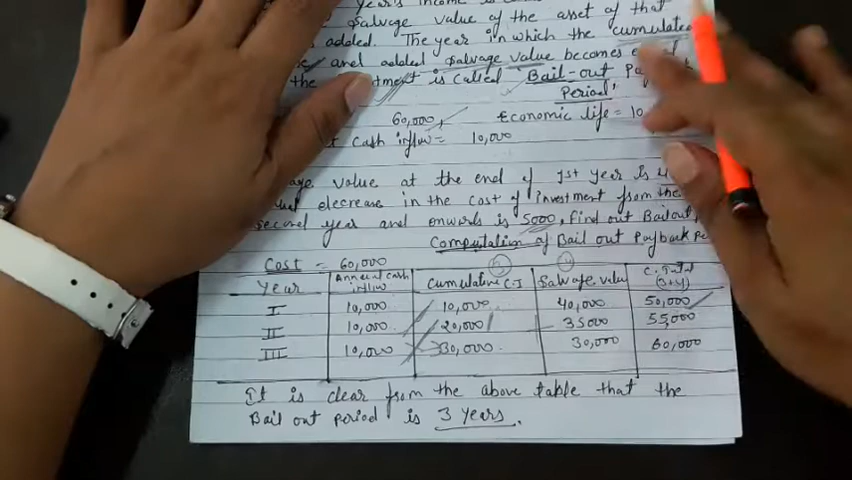 year's income is
Salvage value of the asset of that
is added. The year in which the cumulated
and added salvage value becomes
the is called 'Bail-out
Period'
60,000, Economic life = 10
Cash inflow = 10,000
value at the end of 1st year is
decrease in the cost of investment from the
second year and onwards is 5000, find out Bailout
Computation of Bail out Payback
Cost = 60,000
Year Annual cash inflow Cumulative C.I Salvage value
(x+y)
I 10,000 10,000 40,000 50,000
II 10,000 20,000 35000 55,000
III 10,000 30,000 30,000 60,000
It is clear from the above table that the
Bail out period is 3 years.